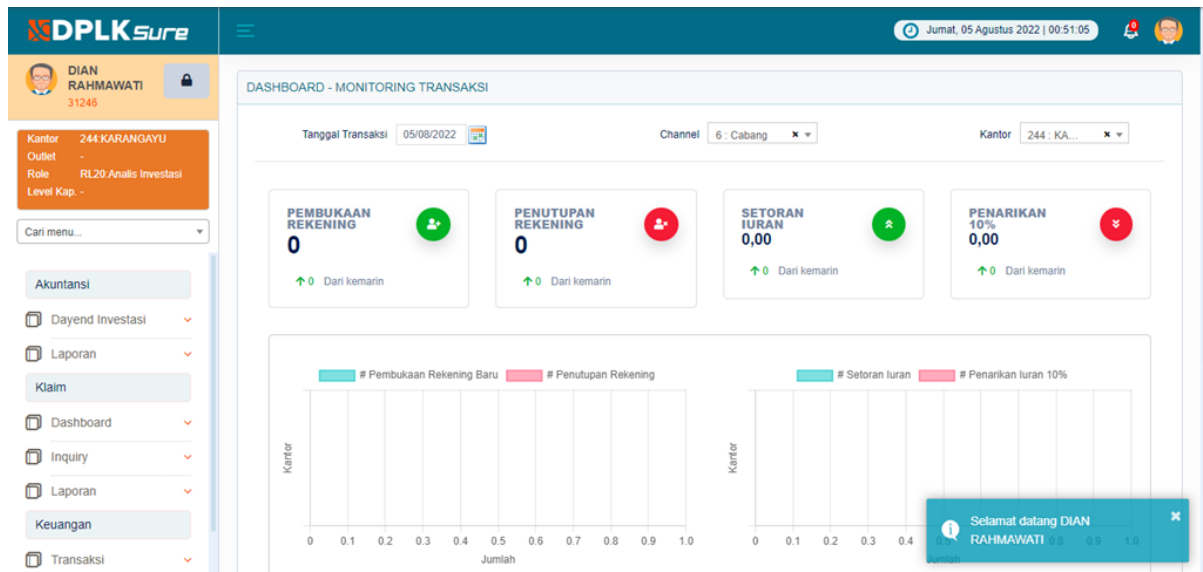 DPLKSure
Jumat, 05 Agustus 2022 | 00:51:05
DIAN
RAHMAWATI
31246
Kantor 244:KARANGAYU
Outlet -
Role RL20:Analis Investasi
Level Kap. -
Cari menu...
Akuntansi
Dayend Investasi
Laporan
Klaim
Dashboard
Inquiry
Laporan
Keuangan
Transaksi
DASHBOARD - MONITORING TRANSAKSI
Tanggal Transaksi 05/08/2022 Channel 6 : Cabang × Kantor 244 : KA... ×
PEMBUKAAN
REKENING
0
0 Dari kemarin
PENUTUPAN
REKENING
0
0 Dari kemarin
SETORAN
IURAN
0,00
0 Dari kemarin
PENARIKAN
10%
0,00
0 Dari kemarin
# Pembukaan Rekening Baru # Penutupan Rekening
Kantor
0 0.1 0.2 0.3 0.4 0.5 0.6 0.7 0.8 0.9 1.0
Jumlah
# Setoran Iuran # Penarikan Iuran 10%
Kantor
0 0.1 0.2 0.3 0.4 0.5 0.8 0.9 1.0
Jumlah
Selamat datang DIAN
RAHMAWATI